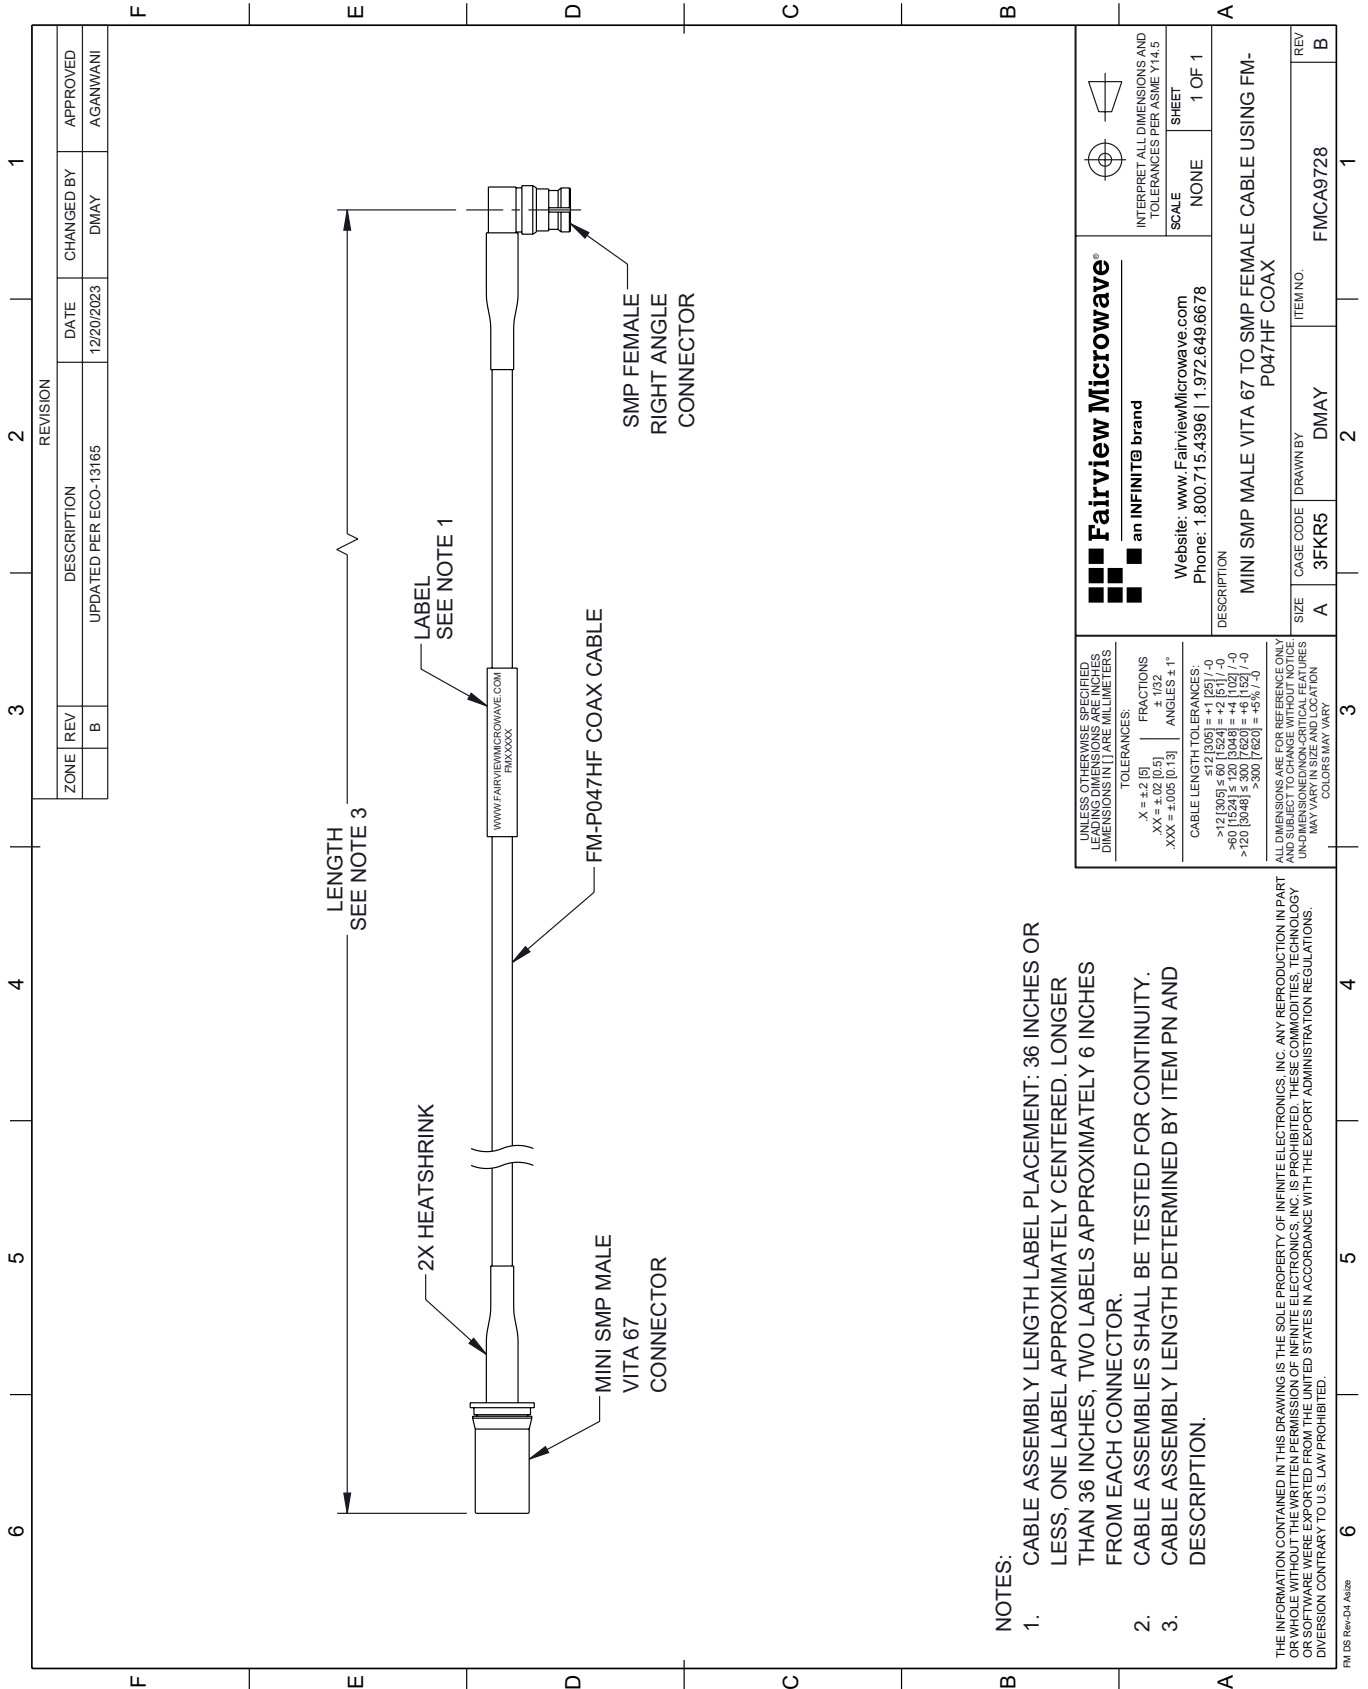 6
5
4
3
2
1
F
E
D
C
B
A
REVISION
ZONE REV DESCRIPTION DATE CHANGED BY APPROVED
B UPDATED PER ECO-13165 12/20/2023 DMAY AGANWANI
LENGTH
SEE NOTE 3
2X HEATSHRINK
LABEL
SEE NOTE 1
WWW.FAIRVIEWMICROWAVE.COM
FMXXXXX
MINI SMP MALE
VITA 67
CONNECTOR
FM-P047HF COAX CABLE
SMP FEMALE
RIGHT ANGLE
CONNECTOR
NOTES:
1. CABLE ASSEMBLY LENGTH LABEL PLACEMENT: 36 INCHES OR
LESS, ONE LABEL APPROXIMATELY CENTERED. LONGER
THAN 36 INCHES, TWO LABELS APPROXIMATELY 6 INCHES
FROM EACH CONNECTOR.
2. CABLE ASSEMBLIES SHALL BE TESTED FOR CONTINUITY.
3. CABLE ASSEMBLY LENGTH DETERMINED BY ITEM PN AND
DESCRIPTION.
THE INFORMATION CONTAINED IN THIS DRAWING IS THE SOLE PROPERTY OF INFINITE ELECTRONICS, INC. ANY REPRODUCTION IN PART
OR WHOLE WITHOUT THE WRITTEN PERMISSION OF INFINITE ELECTRONICS, INC. IS PROHIBITED. THESE COMMODITIES, TECHNOLOGY
OR SOFTWARE WERE EXPORTED FROM THE UNITED STATES IN ACCORDANCE WITH THE EXPORT ADMINISTRATION REGULATIONS.
DIVERSION CONTRARY TO U.S. LAW PROHIBITED.
UNLESS OTHERWISE SPECIFIED
LEADING DIMENSIONS ARE INCHES
DIMENSIONS IN [ ] ARE MILLIMETERS
TOLERANCES:
.X = ±.2 [5] FRACTIONS
.XX = ±.02 [0.5] ± 1/32
.XXX = ±.005 [0.13] ANGLES ± 1°
CABLE LENGTH TOLERANCES:
≤12 [305] = +1 [25] / -0
>12 [305] ≤ 60 [1524] = +2 [51] / -0
>60 [1524] ≤ 120 [3048] = +4 [102] / -0
>120 [3048] ≤ 300 [7620] = +6 [152] / -0
>300 [7620] = +5% / -0
ALL DIMENSIONS ARE FOR REFERENCE ONLY
AND SUBJECT TO CHANGE WITHOUT NOTICE.
UN-DIMENSIONED/NON-CRITICAL FEATURES
MAY VARY IN SIZE AND LOCATION
COLORS MAY VARY
Fairview Microwave®
an INFINIT@ brand
Website: www.FairviewMicrowave.com
Phone: 1.800.715.4396 | 1.972.649.6678
INTERPRET ALL DIMENSIONS AND
TOLERANCES PER ASME Y14.5
SCALE SHEET
NONE 1 OF 1
DESCRIPTION
MINI SMP MALE VITA 67 TO SMP FEMALE CABLE USING FM-
P047HF COAX
SIZE CAGE CODE DRAWN BY ITEM NO. REV
A 3FKR5 DMAY FMCA9728 B
F
E
D
C
B
A
6
5
4
3
2
1
FM DS Rev-D4 Asize